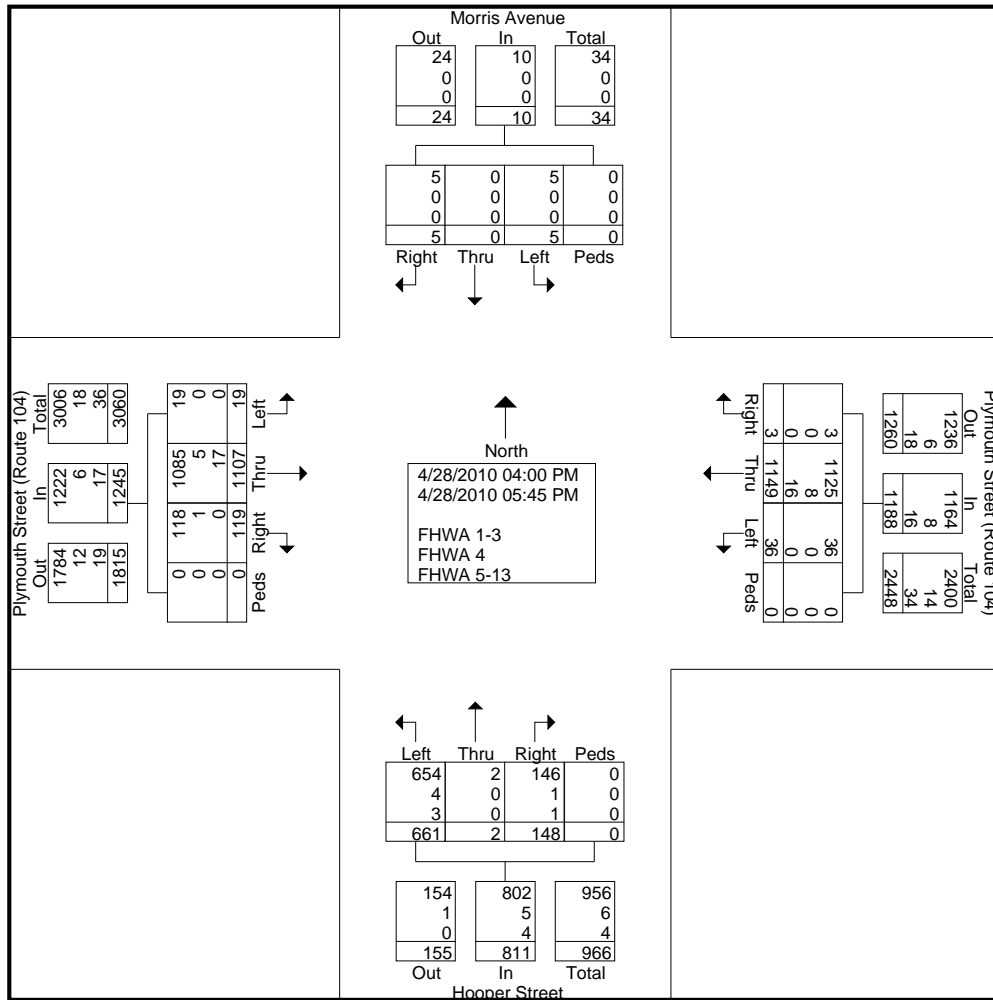 Morris Avenue
Out In Total
24 10 34
0 0 0
0 0 0
24 10 34
5 0 5 0
0 0 0 0
0 0 0 0
5 0 5 0
Right Thru Left Peds
Plymouth Street (Route 104)
Total In Out
3006 1222 1784
18 6 12
36 17 19
3060 1245 1815
Left Thru Right Peds
19 1085 118 0
0 5 1 0
0 17 0 0
19 1107 119 0
North
4/28/2010 04:00 PM
4/28/2010 05:45 PM
FHWA 1-3
FHWA 4
FHWA 5-13
Right Thru Left Peds
3 1125 36 0
0 8 0 0
0 16 0 0
3 1149 36 0
Plymouth Street (Route 104)
Out In Total
1236 1164 2400
6 8 14
18 16 34
1260 1188 2448
Left Thru Right Peds
654 2 146 0
4 0 1 0
3 0 1 0
661 2 148 0
154 802 956
1 5 6
0 4 4
155 811 966
Out In Total
Hooper Street